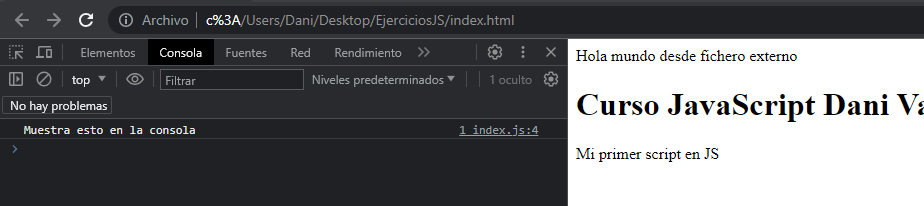 Archivo c%3A/Users/Dani/Desktop/EjerciciosJS/index.html
Elementos Consola Fuentes Red Rendimiento
top Filtrar Niveles predeterminados 1 oculto
No hay problemas
Muestra esto en la consola 1 index.js:4
Hola mundo desde fichero externo
Curso JavaScript Dani Va
Mi primer script en JS